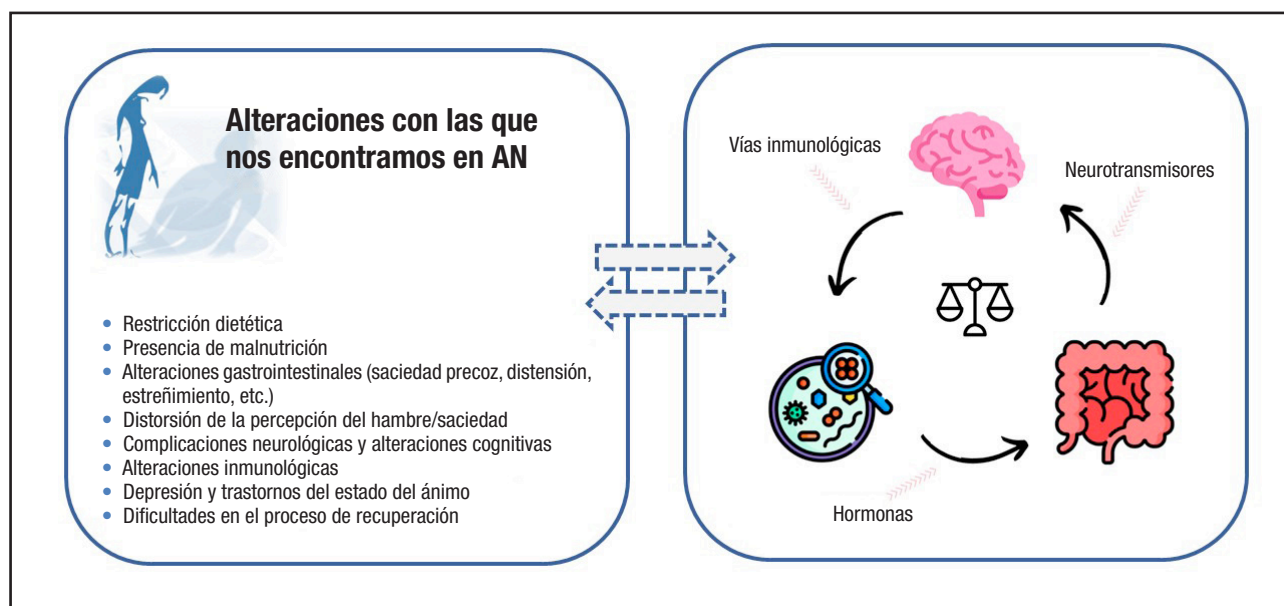 Alteraciones con las que
nos encontramos en AN
• Restricción dietética
• Presencia de malnutrición
• Alteraciones gastrointestinales (saciedad precoz, distensión,
estreñimiento, etc.)
• Distorsión de la percepción del hambre/saciedad
• Complicaciones neurológicas y alteraciones cognitivas
• Alteraciones inmunológicas
• Depresión y trastornos del estado del ánimo
• Dificultades en el proceso de recuperación
Vías inmunológicas
Neurotransmisores
Hormonas